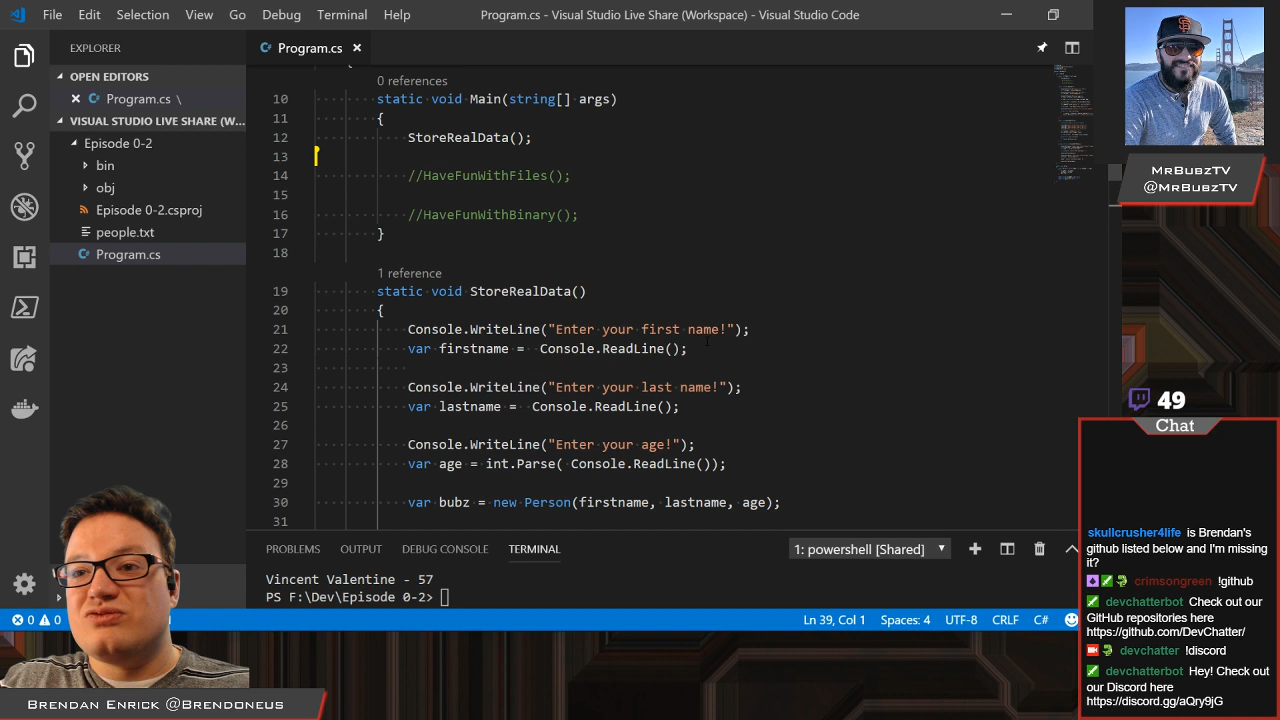 File Edit Selection View Go Debug Terminal Help
Program.cs - Visual Studio Live Share (Workspace) - Visual Studio Code
EXPLORER
OPEN EDITORS
Program.cs \
VISUAL STUDIO LIVE SHARE (W...
Episode 0-2
bin
obj
Episode 0-2.csproj
people.txt
Program.cs
Program.cs
0 references
10 static void Main(string[] args)
11 {
12 StoreRealData();
13
14 //HaveFunWithFiles();
15
16 //HaveFunWithBinary();
17 }
18
1 reference
19 static void StoreRealData()
20 {
21 Console.WriteLine("Enter your first name!");
22 var firstname =  Console.ReadLine();
23
24 Console.WriteLine("Enter your last name!");
25 var lastname =  Console.ReadLine();
26
27 Console.WriteLine("Enter your age!");
28 var age = int.Parse( Console.ReadLine());
29
30 var bubz = new Person(firstname, lastname, age);
31
PROBLEMS OUTPUT DEBUG CONSOLE TERMINAL
1: powershell [Shared]
Vincent Valentine - 57
PS F:\Dev\Episode 0-2>
0 0
Ln 39, Col 1 Spaces: 4 UTF-8 CRLF C#
BRENDAN ENRICK @BRENDONEUS
MRBUBZTV
@MRBUBZTV
49
Chat
skullcrusher4life is Brendan's
github listed below and I'm missing
it?
crimsongreen !github
devchatterbot Check out our
GitHub repositories here
https://github.com/DevChatter/
devchatter !discord
devchatterbot Hey! Check out
our Discord here
https://discord.gg/aQry9jG